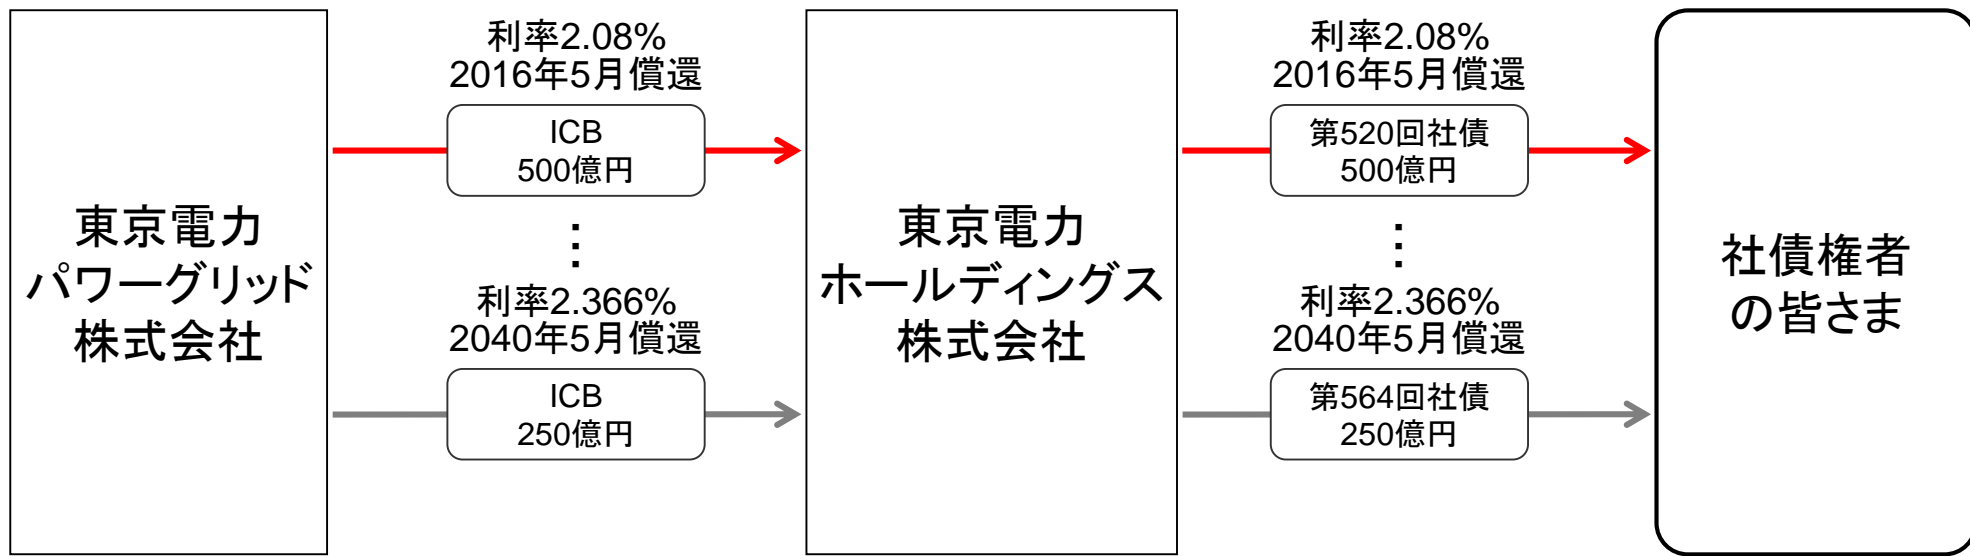 東京電力
パワーグリッド
株式会社
利率2.08%
2016年5月償還
ICB
500億円
⋮
利率2.366%
2040年5月償還
ICB
250億円
東京電力
ホールディングス
株式会社
利率2.08%
2016年5月償還
第520回社債
500億円
⋮
利率2.366%
2040年5月償還
第564回社債
250億円
社債権者
の皆さま